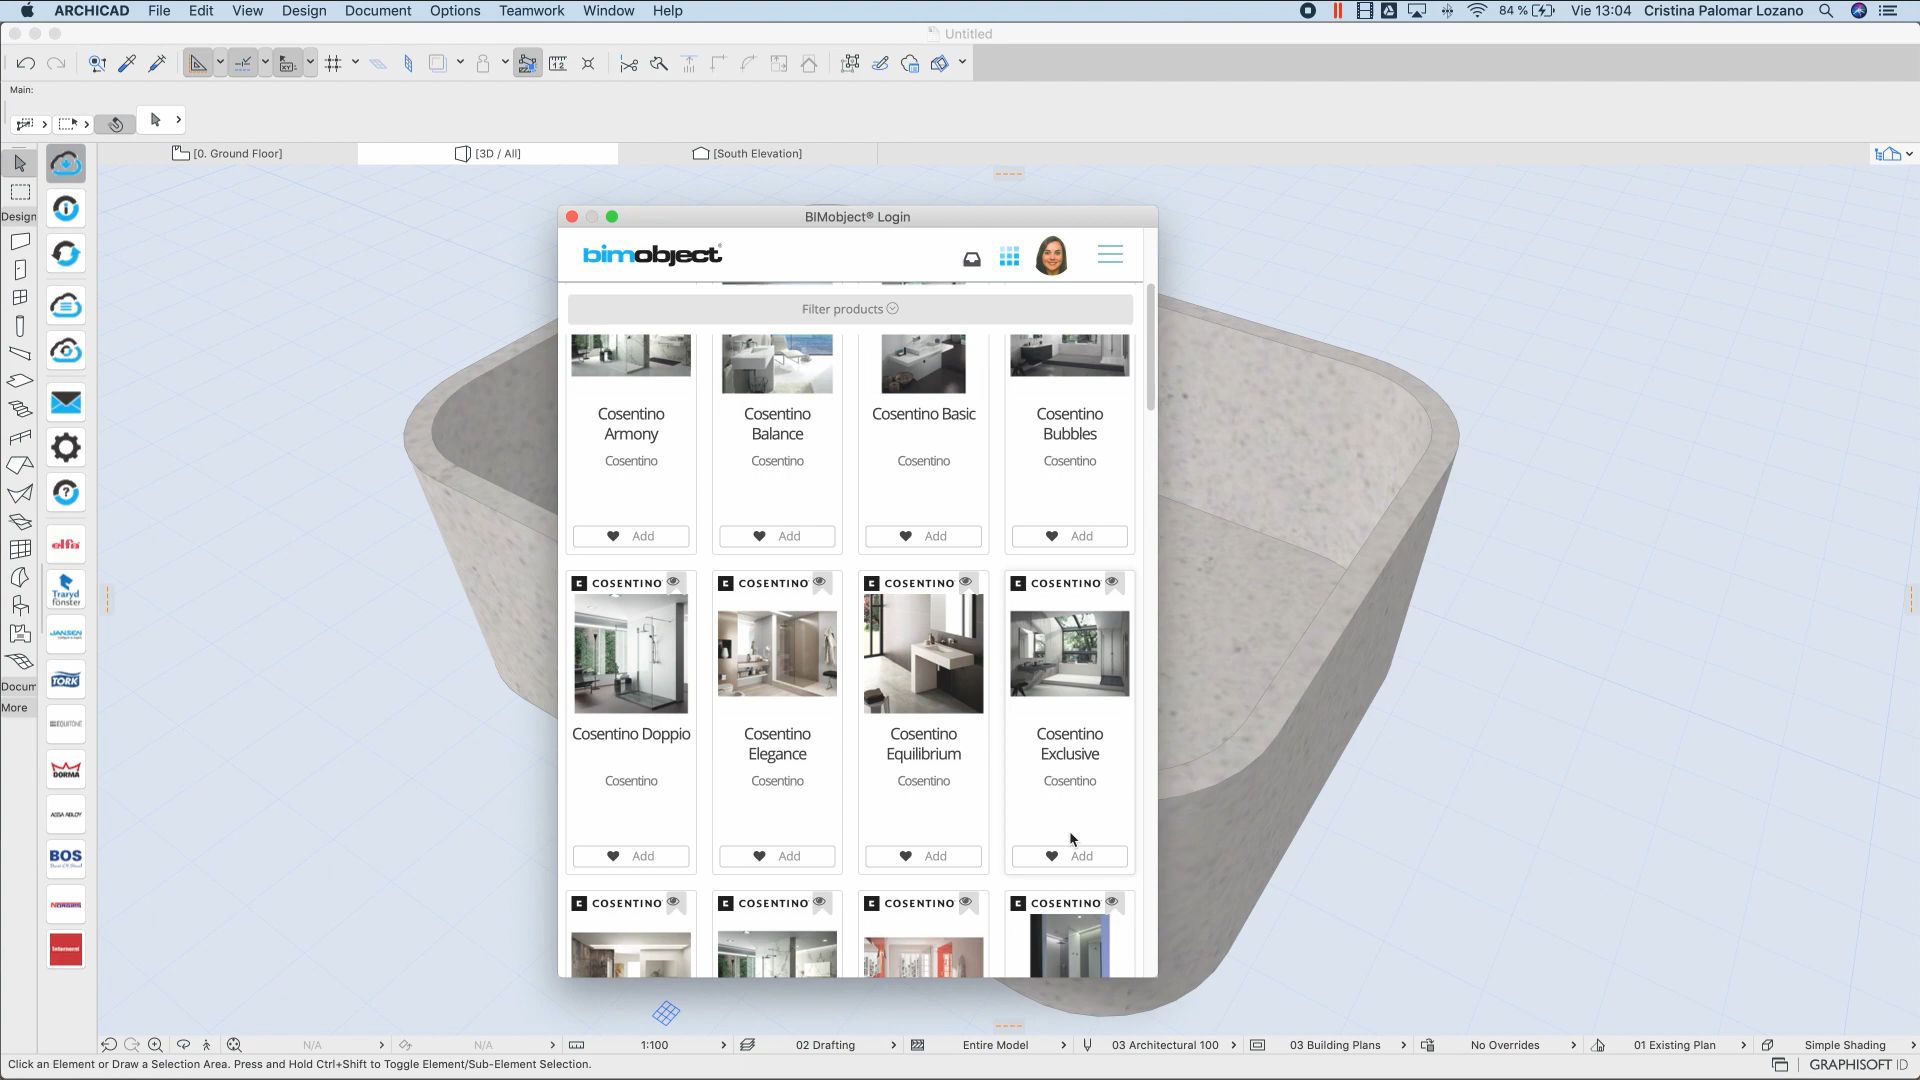 ARCHICAD File Edit View Design Document Options Teamwork Window Help 84 % Vie 13:04 Cristina Palomar Lozano
Untitled
Main:
[0. Ground Floor] [3D / All] [South Elevation]
Design
Docum
More
elfa
Traryd fönster
JANSEN
TORK
EQUITONE
DORMA
ASSA ABLOY
BOS
NORGIPS
BIMobject® Login
bimobject®
Filter products
Cosentino Armony
Cosentino
Add
Cosentino Balance
Cosentino
Add
Cosentino Basic
Cosentino
Add
Cosentino Bubbles
Cosentino
Add
COSENTINO
Cosentino Doppio
Cosentino
Add
COSENTINO
Cosentino Elegance
Cosentino
Add
COSENTINO
Cosentino Equilibrium
Cosentino
Add
COSENTINO
Cosentino Exclusive
Cosentino
Add
COSENTINO
COSENTINO
COSENTINO
COSENTINO
N/A N/A 1:100 02 Drafting Entire Model 03 Architectural 100 03 Building Plans No Overrides 01 Existing Plan Simple Shading
Click an Element or Draw a Selection Area. Press and Hold Ctrl+Shift to Toggle Element/Sub-Element Selection. GRAPHISOFT ID